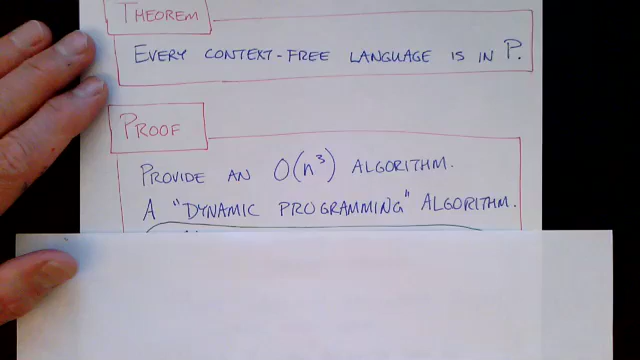 THEOREM
EVERY CONTEXT-FREE LANGUAGE IS IN P.
PROOF
PROVIDE AN O(n³) ALGORITHM.
A "DYNAMIC PROGRAMMING" ALGORITHM.